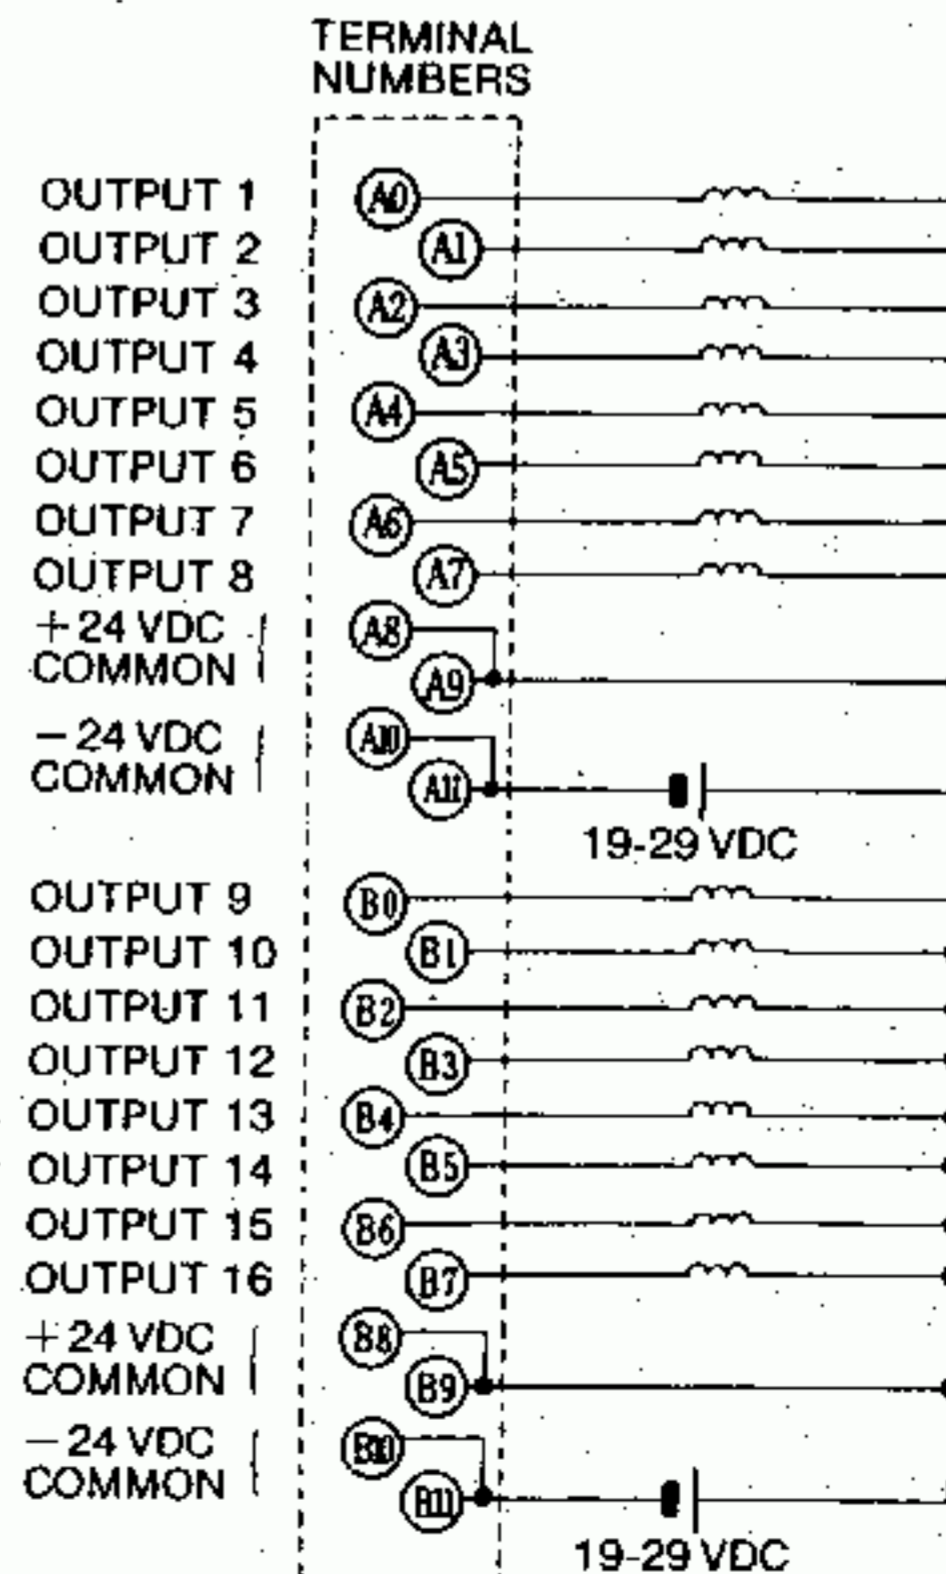 TERMINAL
NUMBERS
OUTPUT 1 A0
OUTPUT 2 A1
OUTPUT 3 A2
OUTPUT 4 A3
OUTPUT 5 A4
OUTPUT 6 A5
OUTPUT 7 A6
OUTPUT 8 A7
+24 VDC A8
COMMON A9
−24 VDC A10
COMMON A11
19-29 VDC
OUTPUT 9 B0
OUTPUT 10 B1
OUTPUT 11 B2
OUTPUT 12 B3
OUTPUT 13 B4
OUTPUT 14 B5
OUTPUT 15 B6
OUTPUT 16 B7
+24 VDC B8
COMMON B9
−24 VDC B10
COMMON B11
19-29 VDC